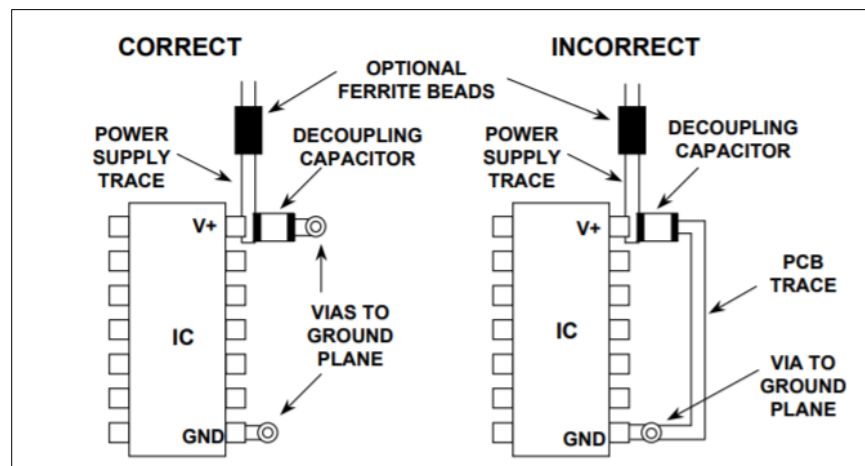 CORRECT
INCORRECT
OPTIONAL
FERRITE BEADS
POWER
SUPPLY
TRACE
DECOUPLING
CAPACITOR
V+
IC
GND
VIAS TO
GROUND
PLANE
POWER
SUPPLY
TRACE
DECOUPLING
CAPACITOR
V+
IC
GND
PCB
TRACE
VIA TO
GROUND
PLANE